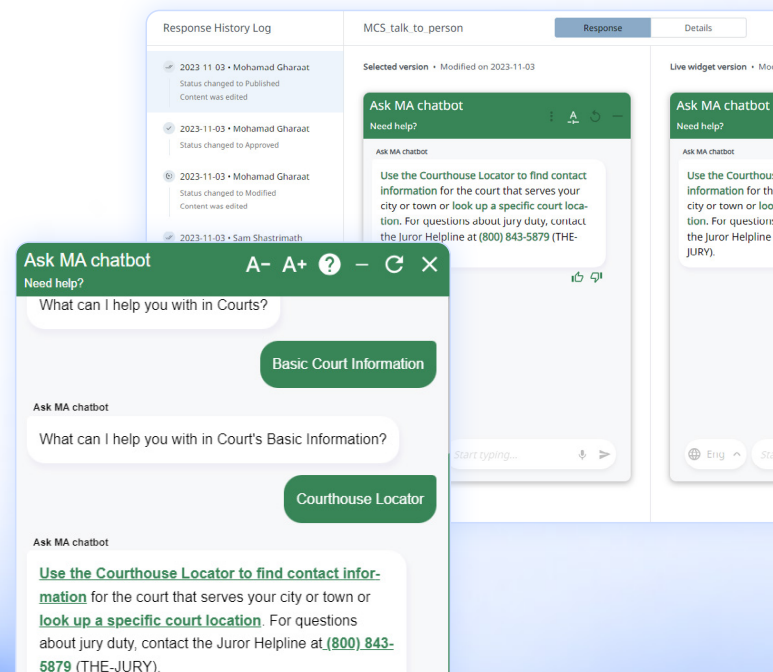 Response History Log
MCS_talk_to_person
Response
Details
2023-11-03 • Mohamad Gharaat
Status changed to Published
Content was edited
2023-11-03 • Mohamad Gharaat
Status changed to Approved
2023-11-03 • Mohamad Gharaat
Status changed to Modified
Content was edited
2023-11-03 • Sam Shastrimath
Selected version • Modified on 2023-11-03
Ask MA chatbot
Need help?
Ask MA chatbot
Use the Courthouse Locator to find contact
information for the court that serves your
city or town or look up a specific court loca-
tion. For questions about jury duty, contact
the Juror Helpline at (800) 843-5879 (THE-
Start typing...
Live widget version •
Ask MA chatbot
Need help?
Ask MA chatbot
Use the
information for
city or town or
tion. For
the Juror Helpline
JURY).
Eng
Ask MA chatbot
Need help?
A- A+ ?
What can I help you with in Courts?
Basic Court Information
Ask MA chatbot
What can I help you with in Court's Basic Information?
Courthouse Locator
Ask MA chatbot
Use the Courthouse Locator to find contact infor-
mation for the court that serves your city or town or
look up a specific court location. For questions
about jury duty, contact the Juror Helpline at (800) 843-
5879 (THE-JURY).